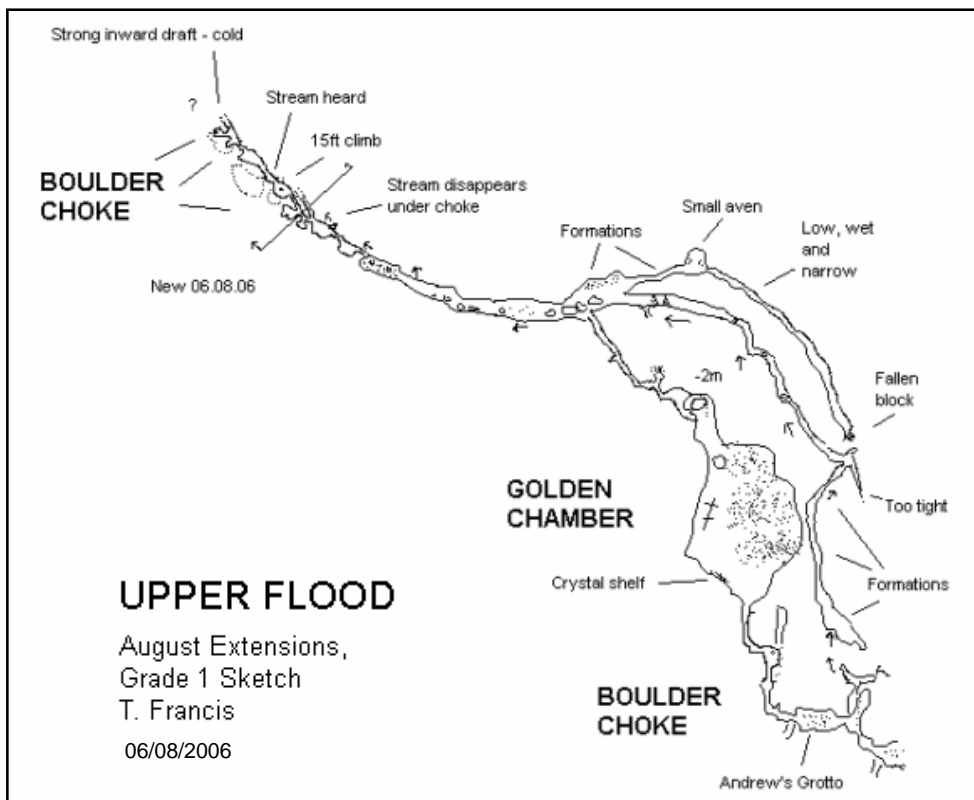 Strong inward draft - cold
?
Stream heard
15ft climb
BOULDER
CHOKE
Stream disappears
under choke
New 06.08.06
Formations
Small aven
Low, wet
and
narrow
-2m
Fallen
block
GOLDEN
CHAMBER
Too tight
Crystal shelf
Formations
UPPER FLOOD
August Extensions,
Grade 1 Sketch
T. Francis
06/08/2006
BOULDER
CHOKE
Andrew's Grotto